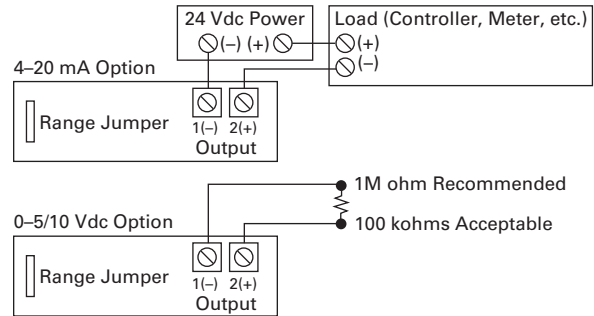 24 Vdc Power
Load (Controller, Meter, etc.)
(–) (+)
(+)
(–)
4–20 mA Option
Range Jumper
1(–) 2(+)
Output
1M ohm Recommended
0–5/10 Vdc Option
100 kohms Acceptable
Range Jumper
1(–) 2(+)
Output